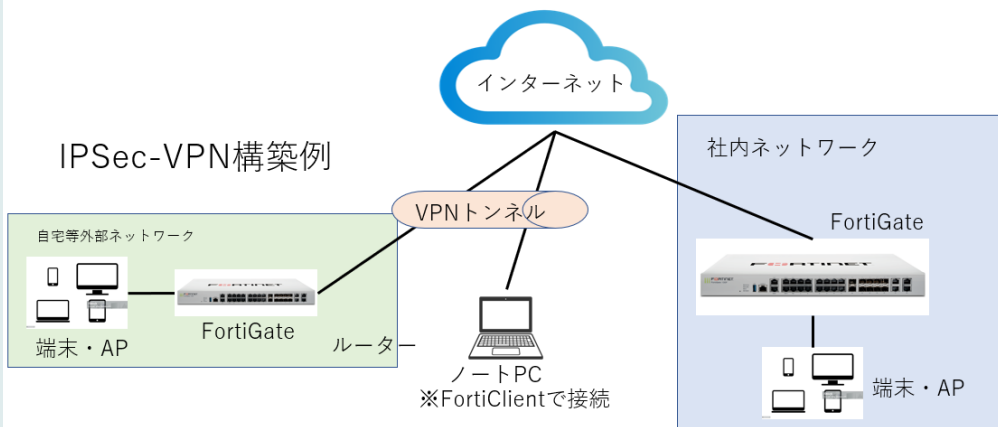 インターネット
IPSec-VPN構築例
社内ネットワーク
VPNトンネル
FortiGate
自宅等外部ネットワーク
FORTINET
FortiGate
ルーター
端末・AP
ノートPC
※FortiClientで接続
端末・AP